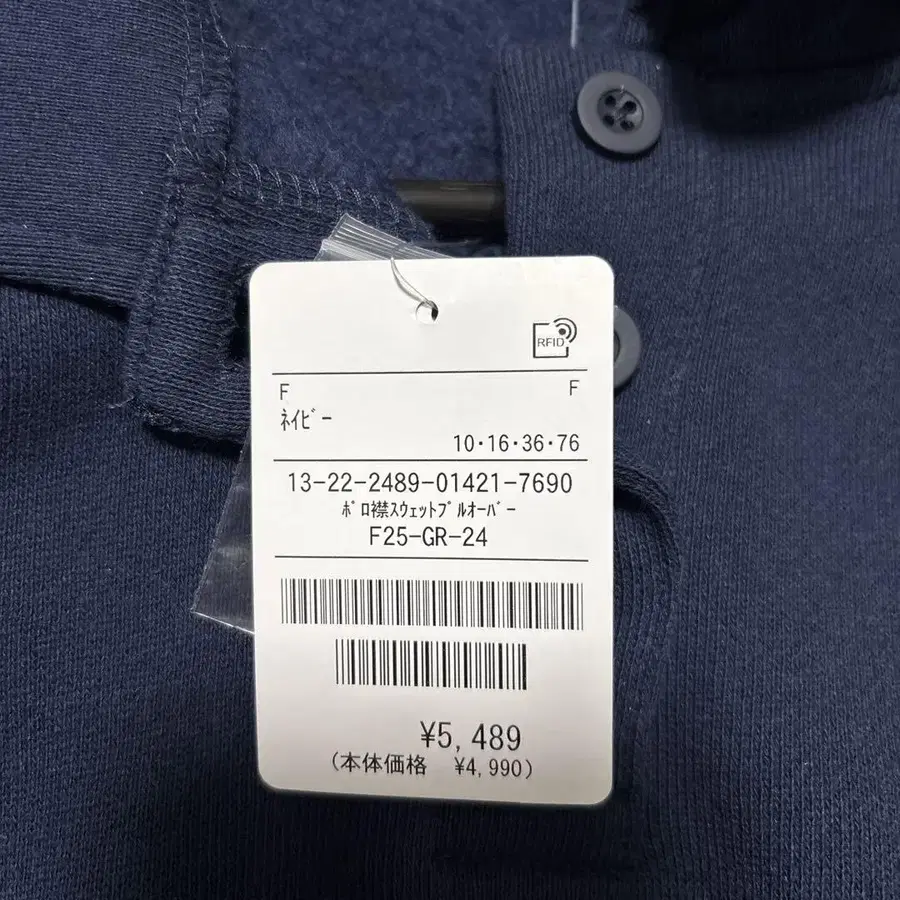 RFID
F F
ﾈｲﾋﾞｰ
10・16・36・76
13-22-2489-01421-7690
ﾎﾟﾛ襟ｽｳｪｯﾄﾌﾟﾙｵｰﾊﾞｰ
F25-GR-24
¥5,489
(本体価格 ¥4,990)